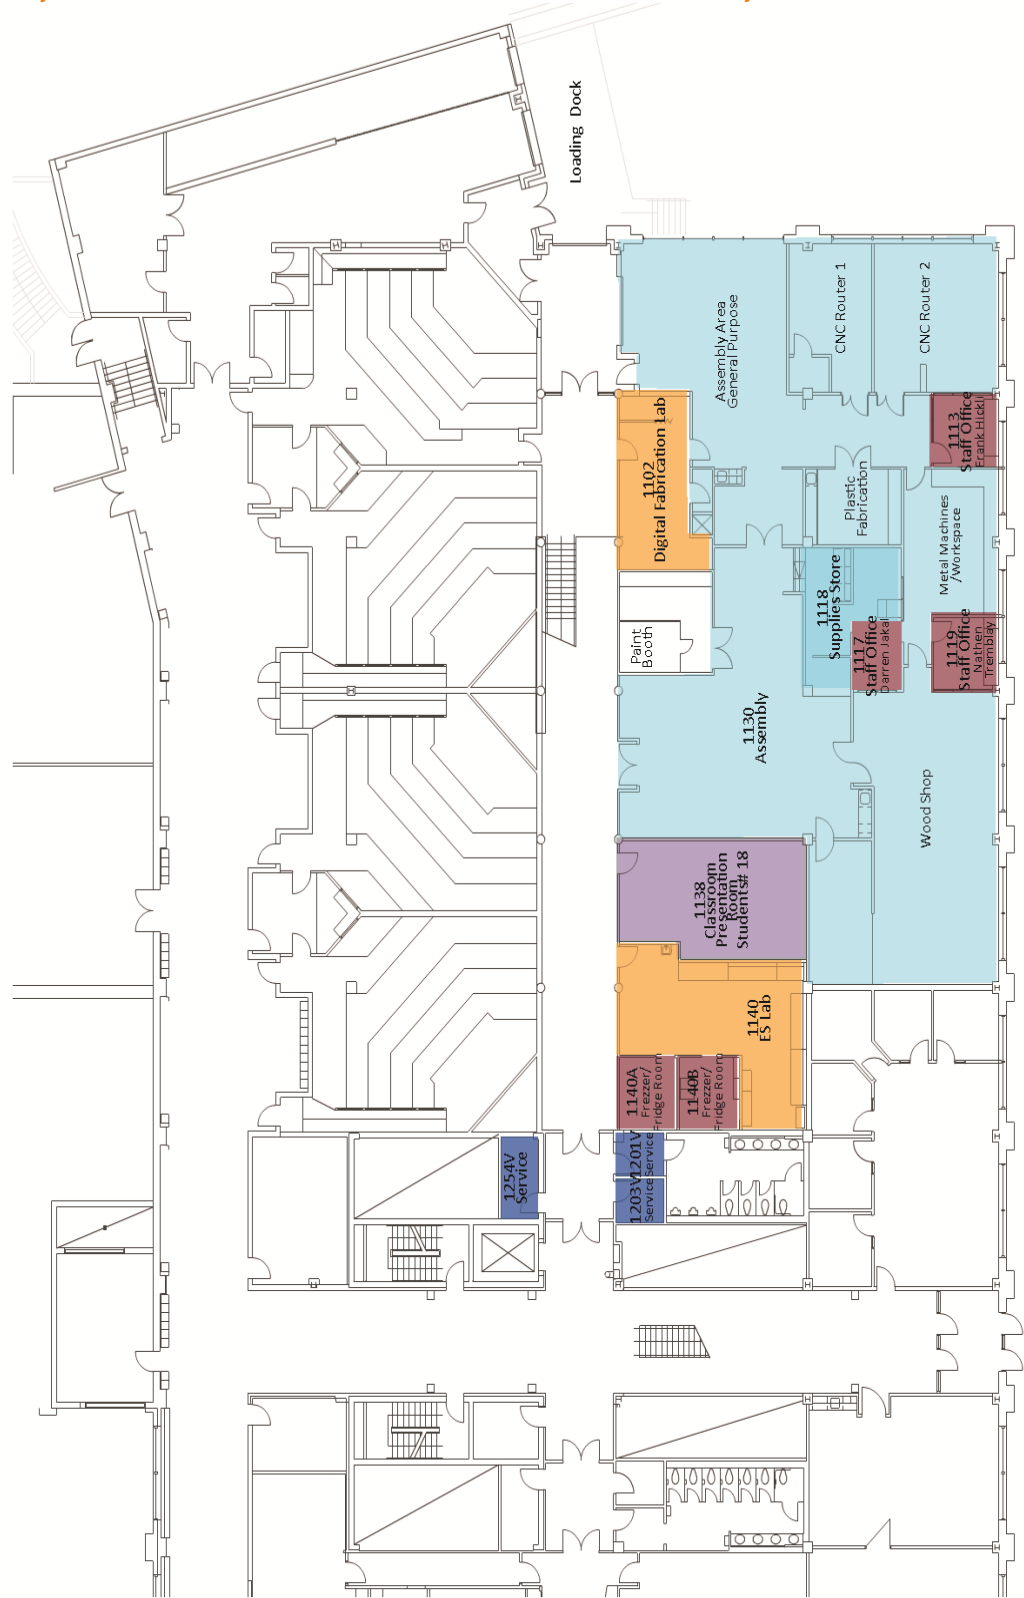 Loading Dock
Assembly Area
General Purpose
CNC Router 1
CNC Router 2
1102
Digital Fabrication Lab
1113
Staff Office
Frank Hickli
Plastic
Fabrication
Metal Machines
/Workspace
1118
Supplies Store
1117
Staff Office
Darren Jakal
1119
Staff Office
Nathen
Tremblay
Paint
Booth
1130
Assembly
Wood Shop
1138
Classroom
Presentation
Room
Students# 18
1140
ES Lab
1140A
Frezzer/
Fridge Room
1140B
Frezzer/
Fridge Room
1254V
Service
1201V
Service
1203V
Service